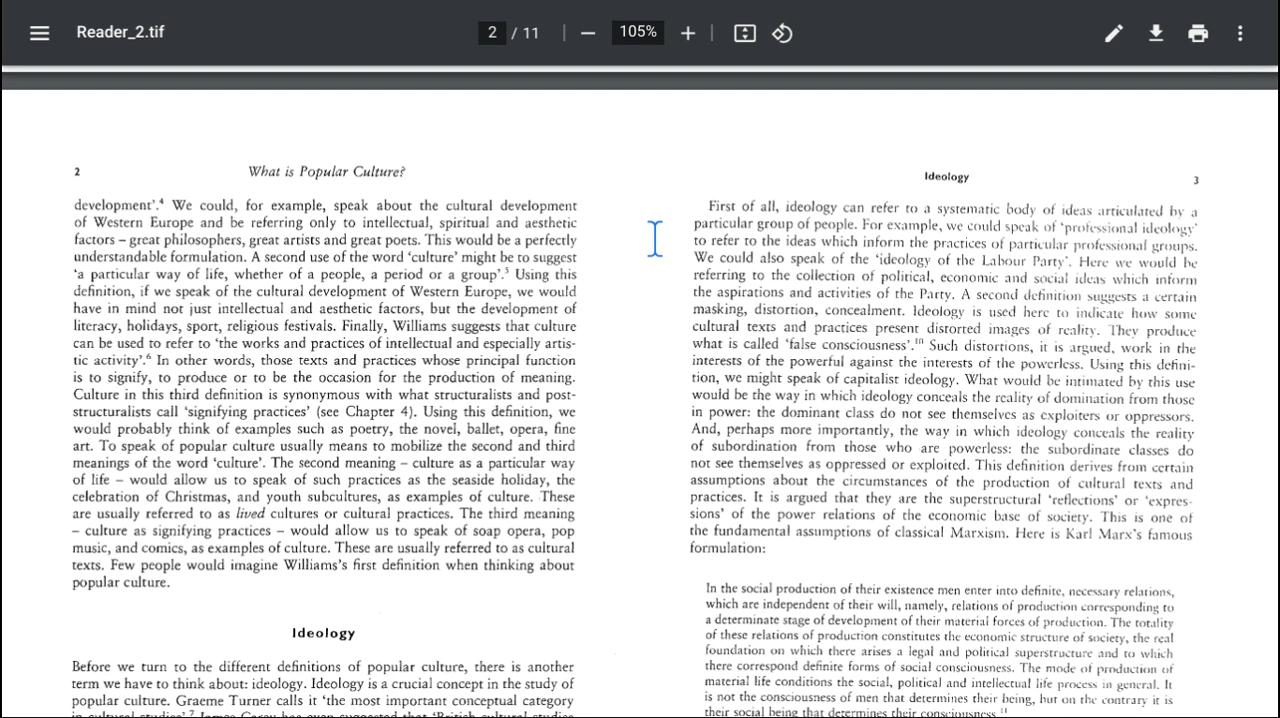 Reader_2.tif
2 / 11
105%
2 What is Popular Culture?
development'.⁴ We could, for example, speak about the cultural development
of Western Europe and be referring only to intellectual, spiritual and aesthetic
factors – great philosophers, great artists and great poets. This would be a perfectly
understandable formulation. A second use of the word 'culture' might be to suggest
'a particular way of life, whether of a people, a period or a group'.⁵ Using this
definition, if we speak of the cultural development of Western Europe, we would
have in mind not just intellectual and aesthetic factors, but the development of
literacy, holidays, sport, religious festivals. Finally, Williams suggests that culture
can be used to refer to 'the works and practices of intellectual and especially artis-
tic activity'.⁶ In other words, those texts and practices whose principal function
is to signify, to produce or to be the occasion for the production of meaning.
Culture in this third definition is synonymous with what structuralists and post-
structuralists call 'signifying practices' (see Chapter 4). Using this definition, we
would probably think of examples such as poetry, the novel, ballet, opera, fine
art. To speak of popular culture usually means to mobilize the second and third
meanings of the word 'culture'. The second meaning – culture as a particular way
of life – would allow us to speak of such practices as the seaside holiday, the
celebration of Christmas, and youth subcultures, as examples of culture. These
are usually referred to as lived cultures or cultural practices. The third meaning
– culture as signifying practices – would allow us to speak of soap opera, pop
music, and comics, as examples of culture. These are usually referred to as cultural
texts. Few people would imagine Williams's first definition when thinking about
popular culture.
Ideology
Before we turn to the different definitions of popular culture, there is another
term we have to think about: ideology. Ideology is a crucial concept in the study of
popular culture. Graeme Turner calls it 'the most important conceptual category
in cultural studies'.⁷ James Carey has even suggested that 'British cultural studies
Ideology 3
First of all, ideology can refer to a systematic body of ideas articulated by a
particular group of people. For example, we could speak of 'professional ideology'
to refer to the ideas which inform the practices of particular professional groups.
We could also speak of the 'ideology of the Labour Party'. Here we would be
referring to the collection of political, economic and social ideas which inform
the aspirations and activities of the Party. A second definition suggests a certain
masking, distortion, concealment. Ideology is used here to indicate how some
cultural texts and practices present distorted images of reality. They produce
what is called 'false consciousness'.¹⁰ Such distortions, it is argued, work in the
interests of the powerful against the interests of the powerless. Using this defini-
tion, we might speak of capitalist ideology. What would be intimated by this use
would be the way in which ideology conceals the reality of domination from those
in power: the dominant class do not see themselves as exploiters or oppressors.
And, perhaps more importantly, the way in which ideology conceals the reality
of subordination from those who are powerless: the subordinate classes do
not see themselves as oppressed or exploited. This definition derives from certain
assumptions about the circumstances of the production of cultural texts and
practices. It is argued that they are the superstructural 'reflections' or 'expres-
sions' of the power relations of the economic base of society. This is one of
the fundamental assumptions of classical Marxism. Here is Karl Marx's famous
formulation:
In the social production of their existence men enter into definite, necessary relations,
which are independent of their will, namely, relations of production corresponding to
a determinate stage of development of their material forces of production. The totality
of these relations of production constitutes the economic structure of society, the real
foundation on which there arises a legal and political superstructure and to which
there correspond definite forms of social consciousness. The mode of production of
material life conditions the social, political and intellectual life process in general. It
is not the consciousness of men that determines their being, but on the contrary it is
their social being that determines their consciousness.¹¹